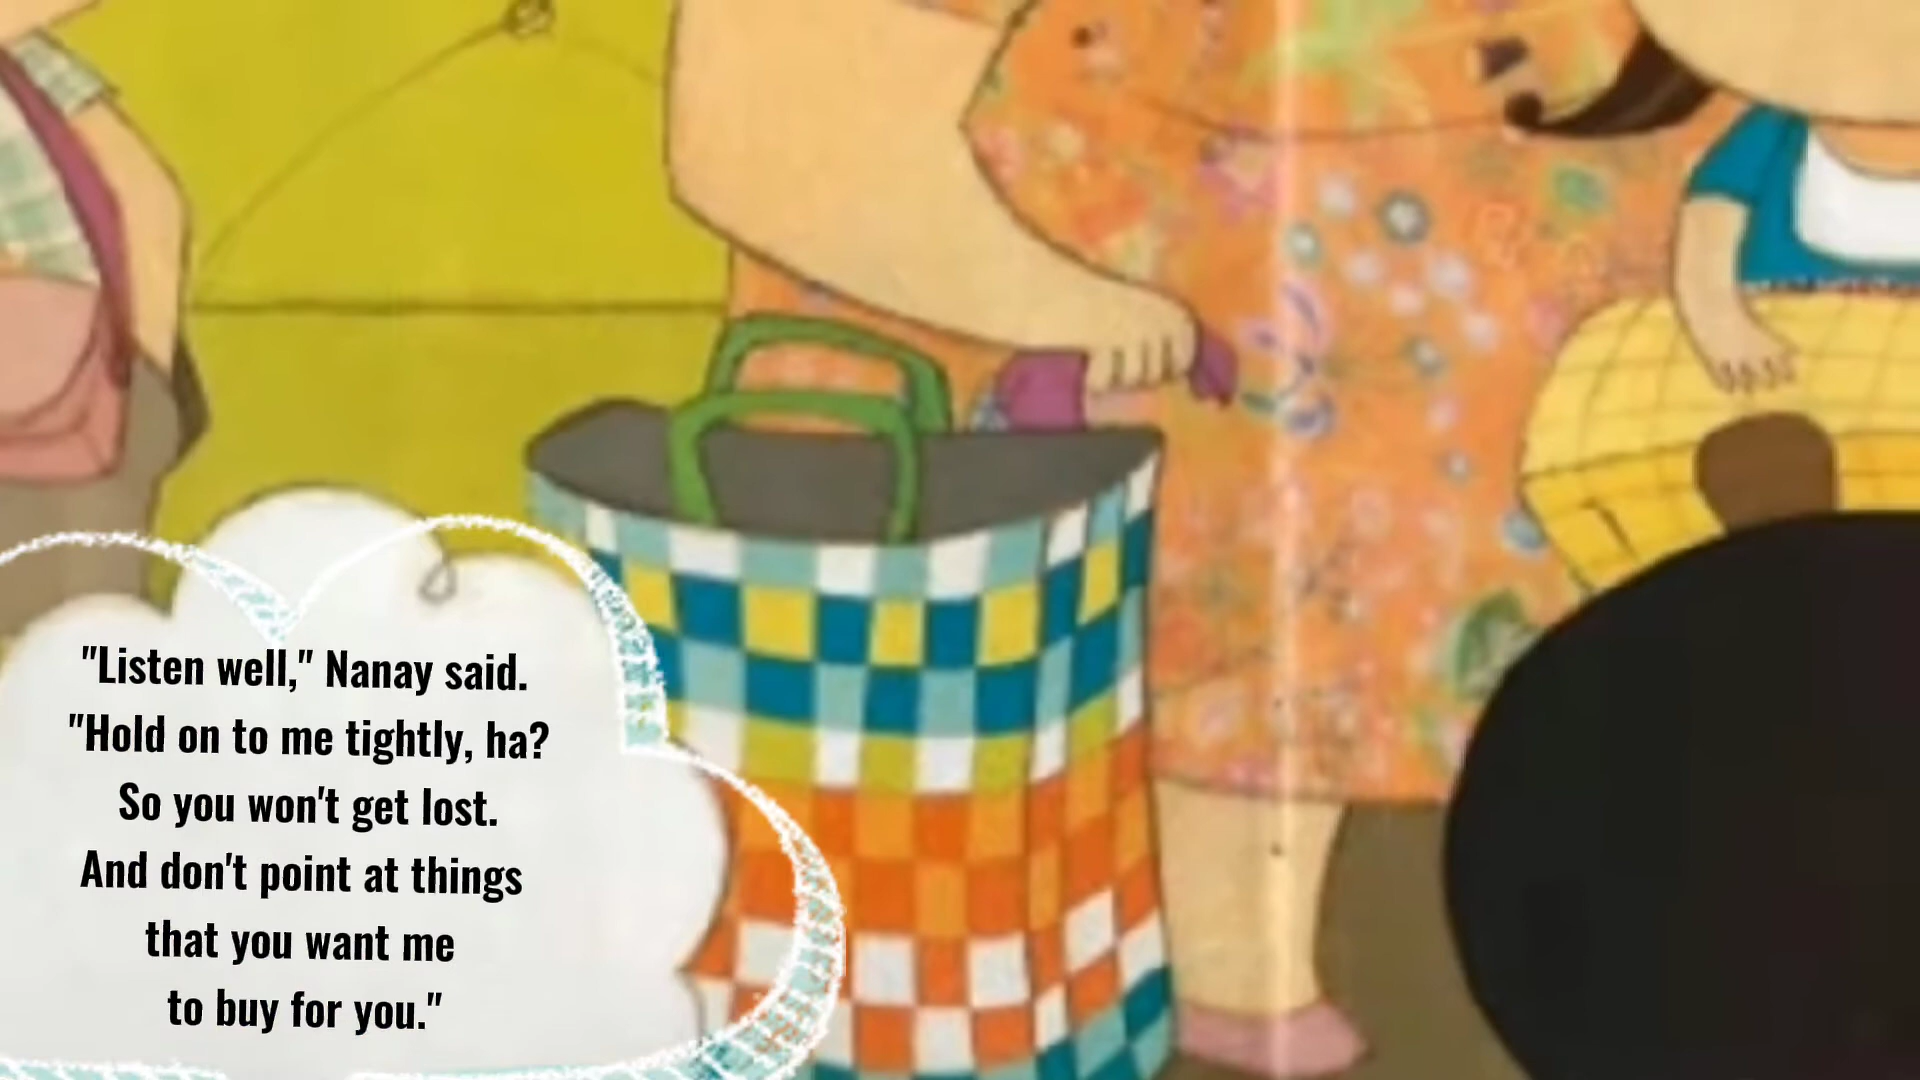 "Listen well," Nanay said.
"Hold on to me tightly, ha?
So you won't get lost.
And don't point at things
that you want me
to buy for you."